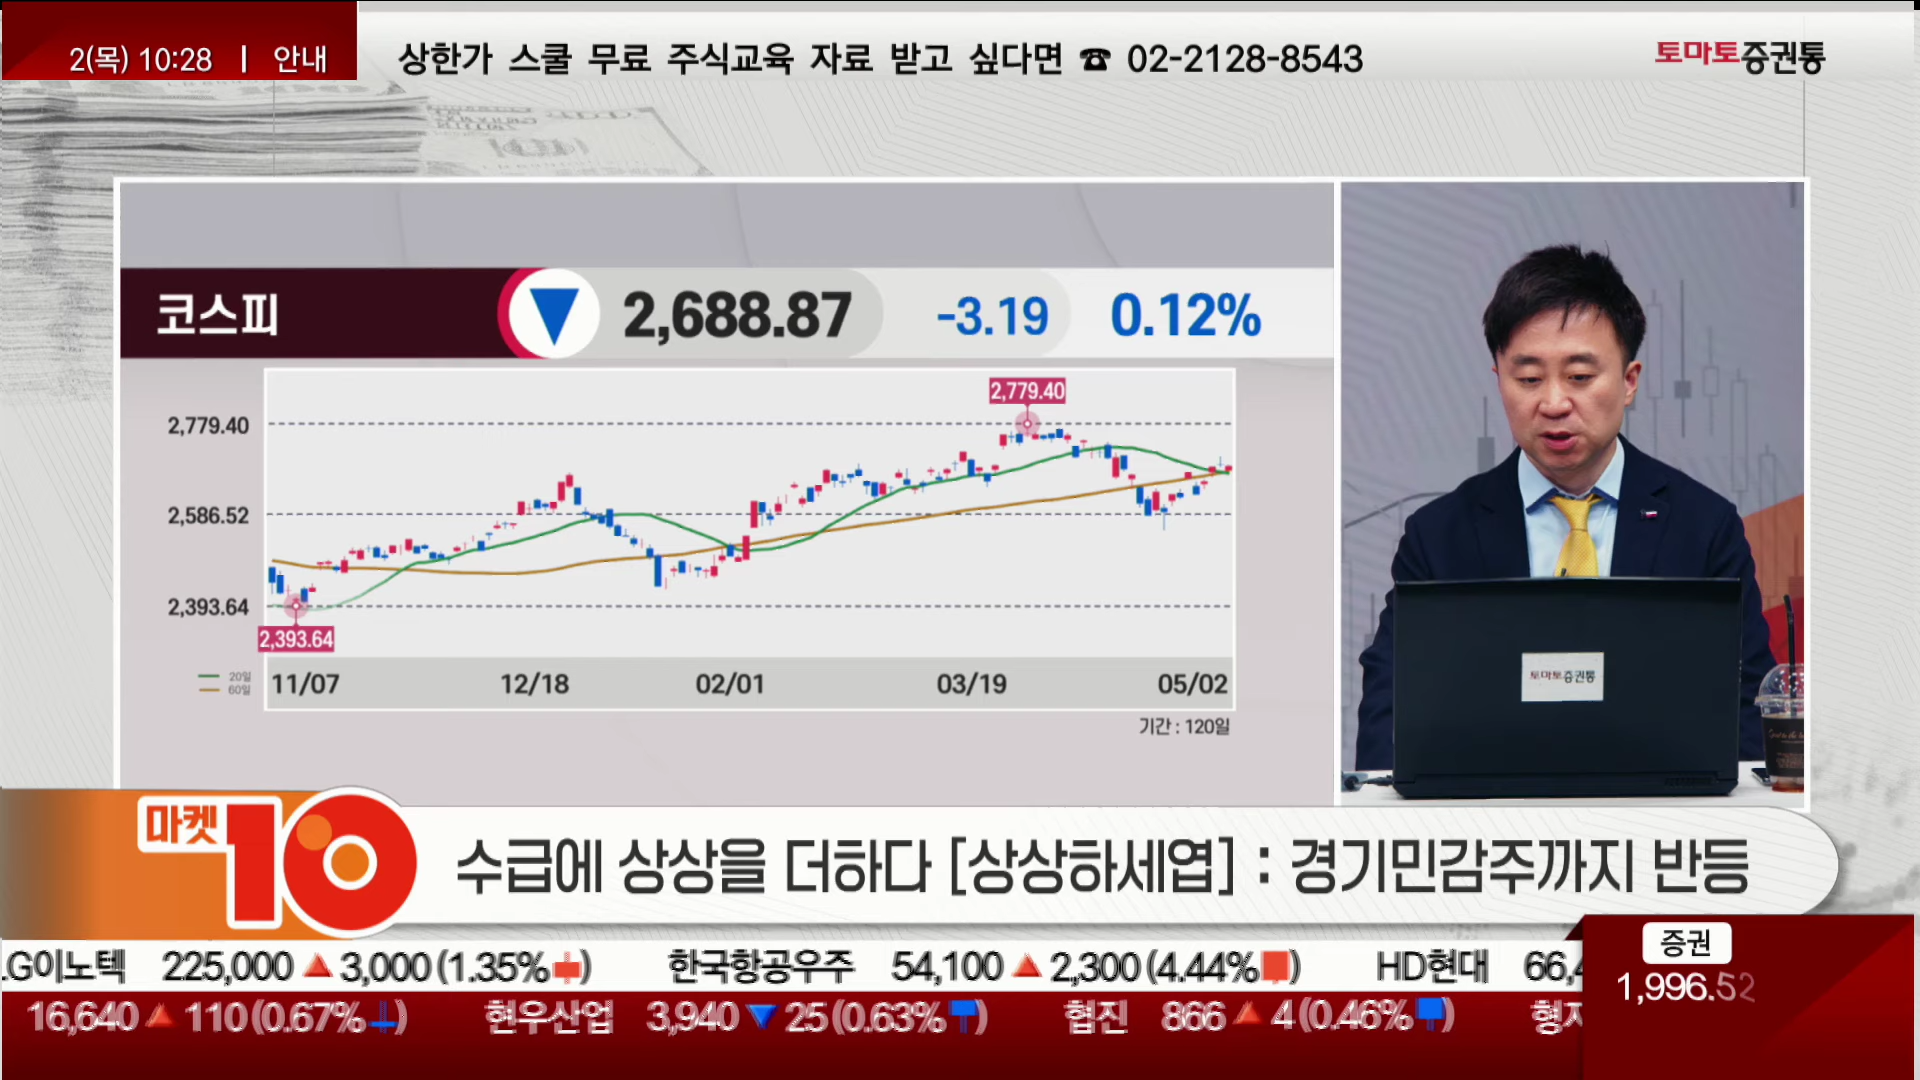 2(목) 10:28 | 안내
상한가 스쿨 무료 주식교육 자료 받고 싶다면 ☎ 02-2128-8543
토마토증권통
코스피 ▼ 2,688.87 -3.19 0.12%
2,779.40
2,779.40
2,586.52
2,393.64
2,393.64
20일
60일
11/07 12/18 02/01 03/19 05/02
기간 : 120일
토마토증권통
마켓 10
수급에 상상을 더하다 [상상하세엽] : 경기민감주까지 반등
LG이노텍 225,000 ▲ 3,000 (1.35%) 한국항공우주 54,100 ▲ 2,300 (4.44%) HD현대 66,4
증권
1,996.52
16,640 ▲ 110 (0.67%) 현우산업 3,940 ▼ 25 (0.63%) 협진 866 ▲ 4 (0.46%) 형지